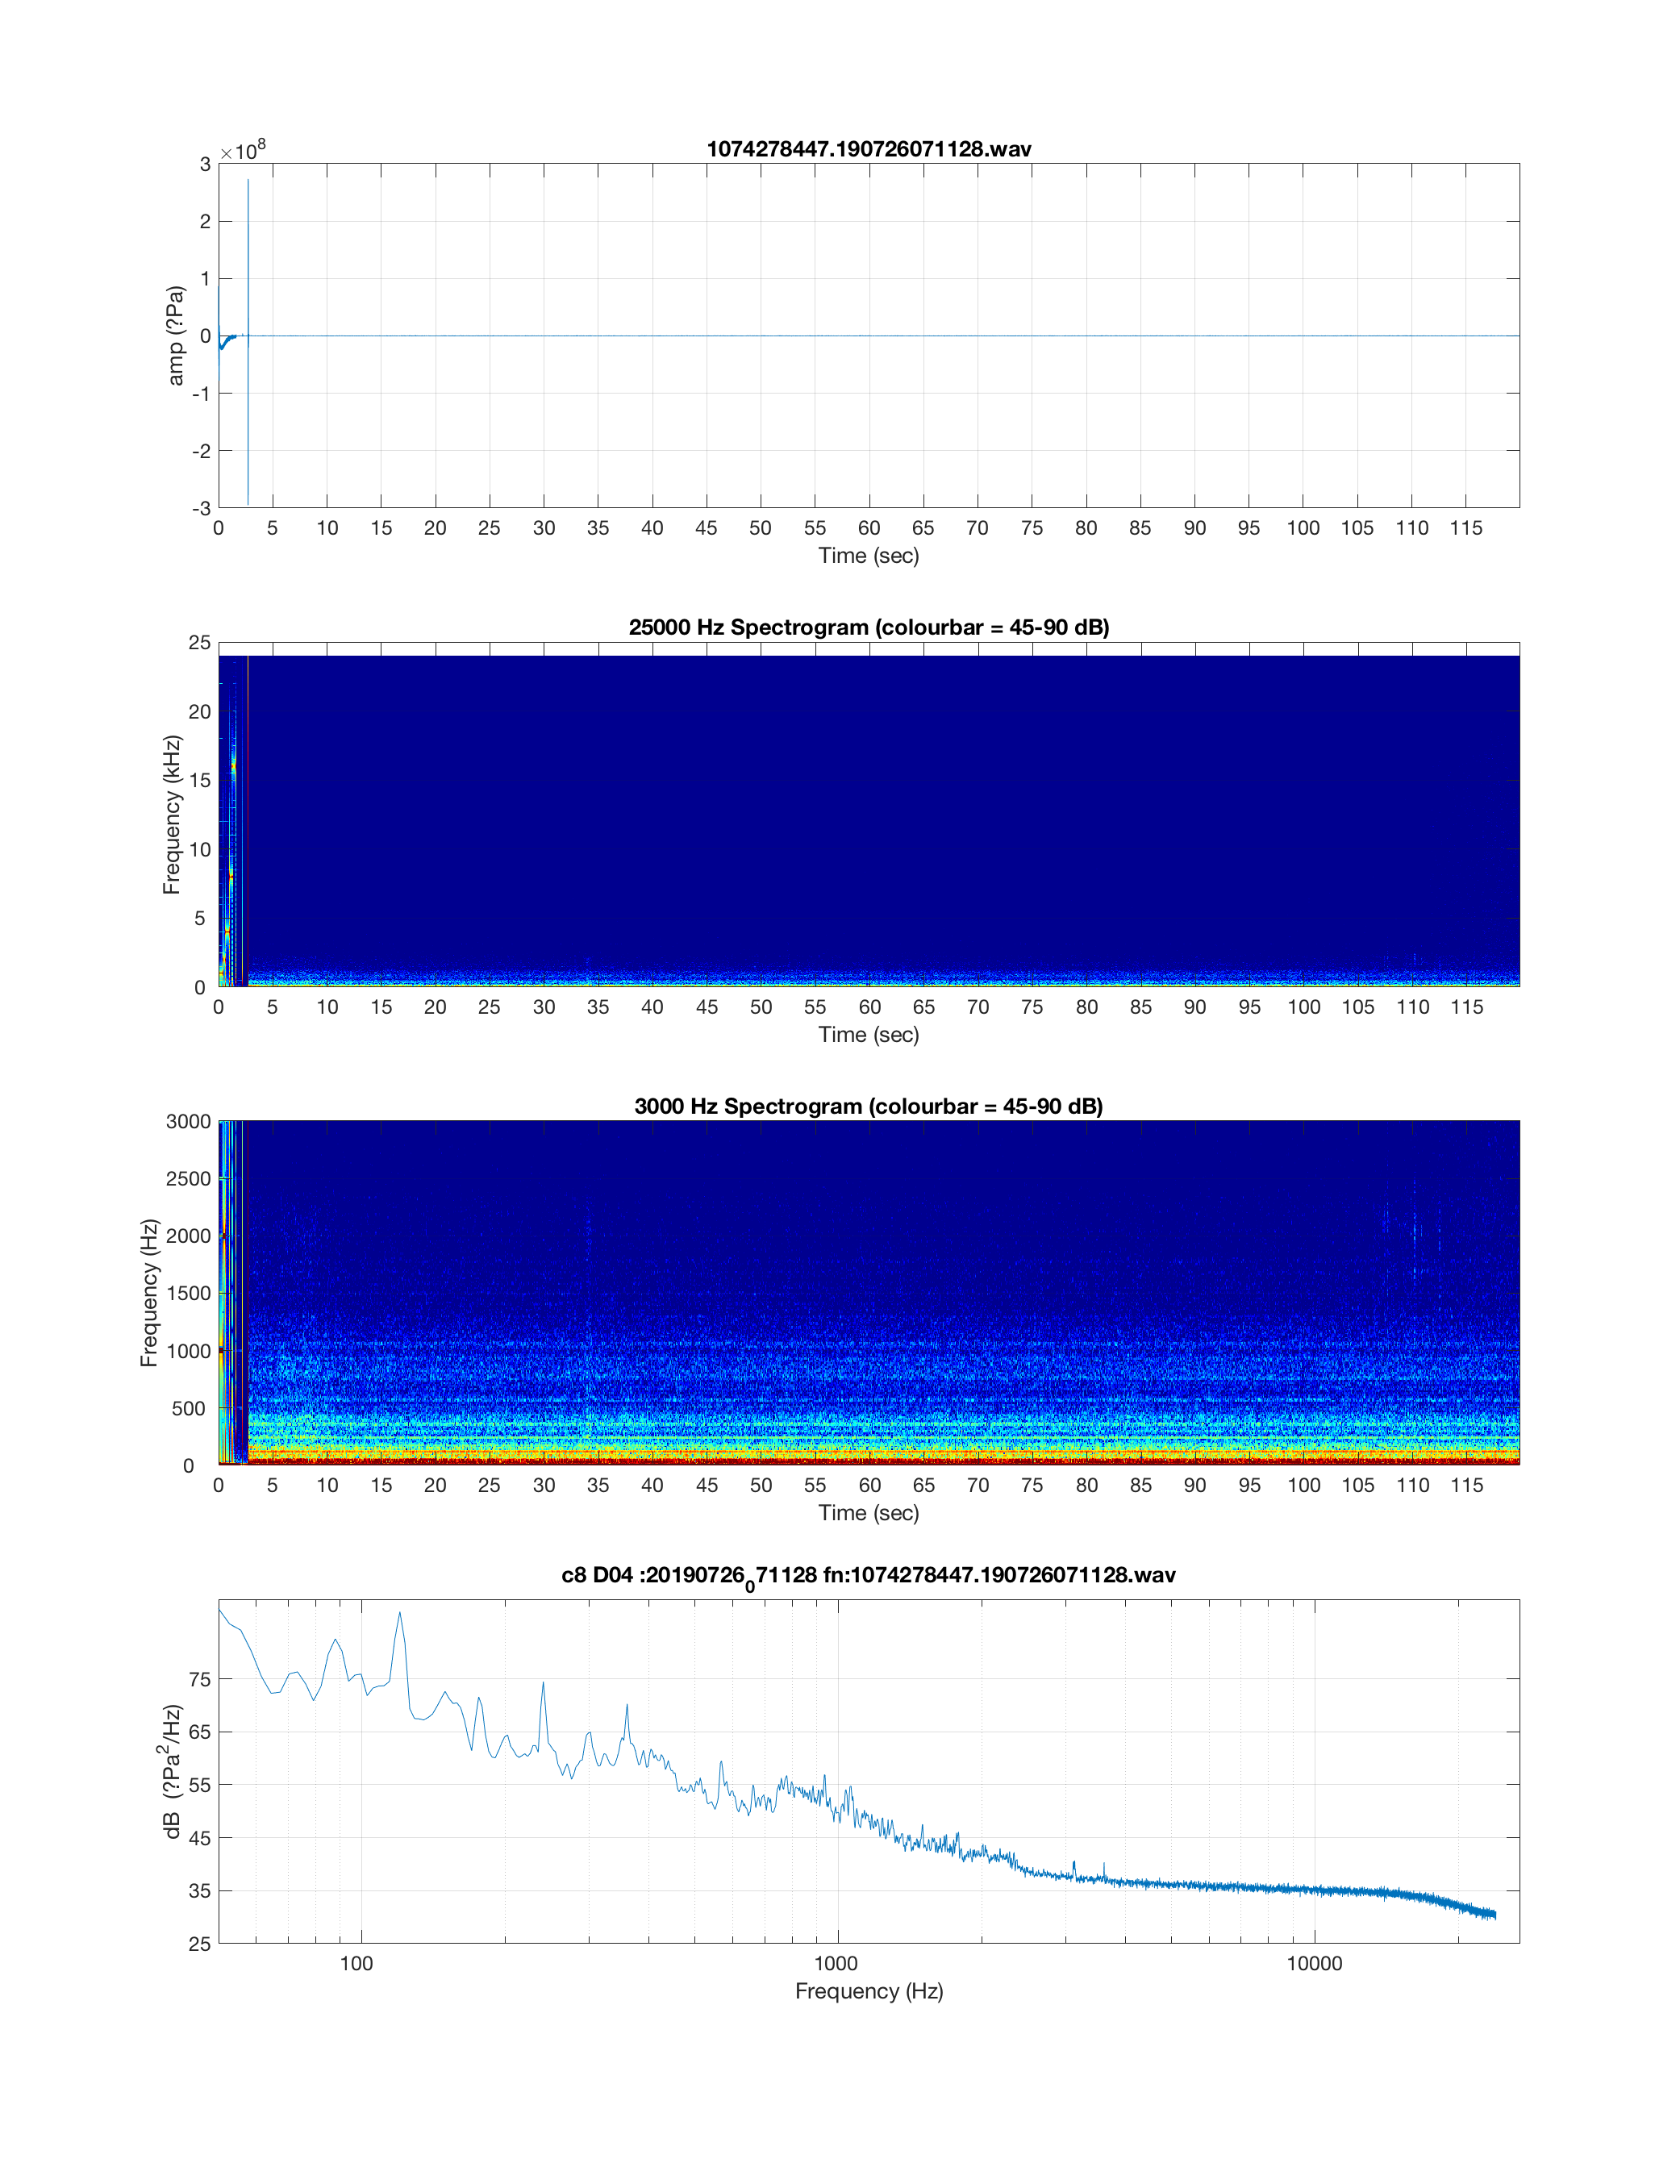 1074278447.190726071128.wav
×10^8
3
2
1
0
-1
-2
-3
amp (?Pa)
0 5 10 15 20 25 30 35 40 45 50 55 60 65 70 75 80 85 90 95 100 105 110 115
Time (sec)
25000 Hz Spectrogram (colourbar = 45-90 dB)
25
20
15
10
5
0
Frequency (kHz)
0 5 10 15 20 25 30 35 40 45 50 55 60 65 70 75 80 85 90 95 100 105 110 115
Time (sec)
3000 Hz Spectrogram (colourbar = 45-90 dB)
3000
2500
2000
1500
1000
500
0
Frequency (Hz)
0 5 10 15 20 25 30 35 40 45 50 55 60 65 70 75 80 85 90 95 100 105 110 115
Time (sec)
c8 D04 :20190726_071128 fn:1074278447.190726071128.wav
75
65
55
45
35
25
dB (?Pa^2/Hz)
100 1000 10000
Frequency (Hz)